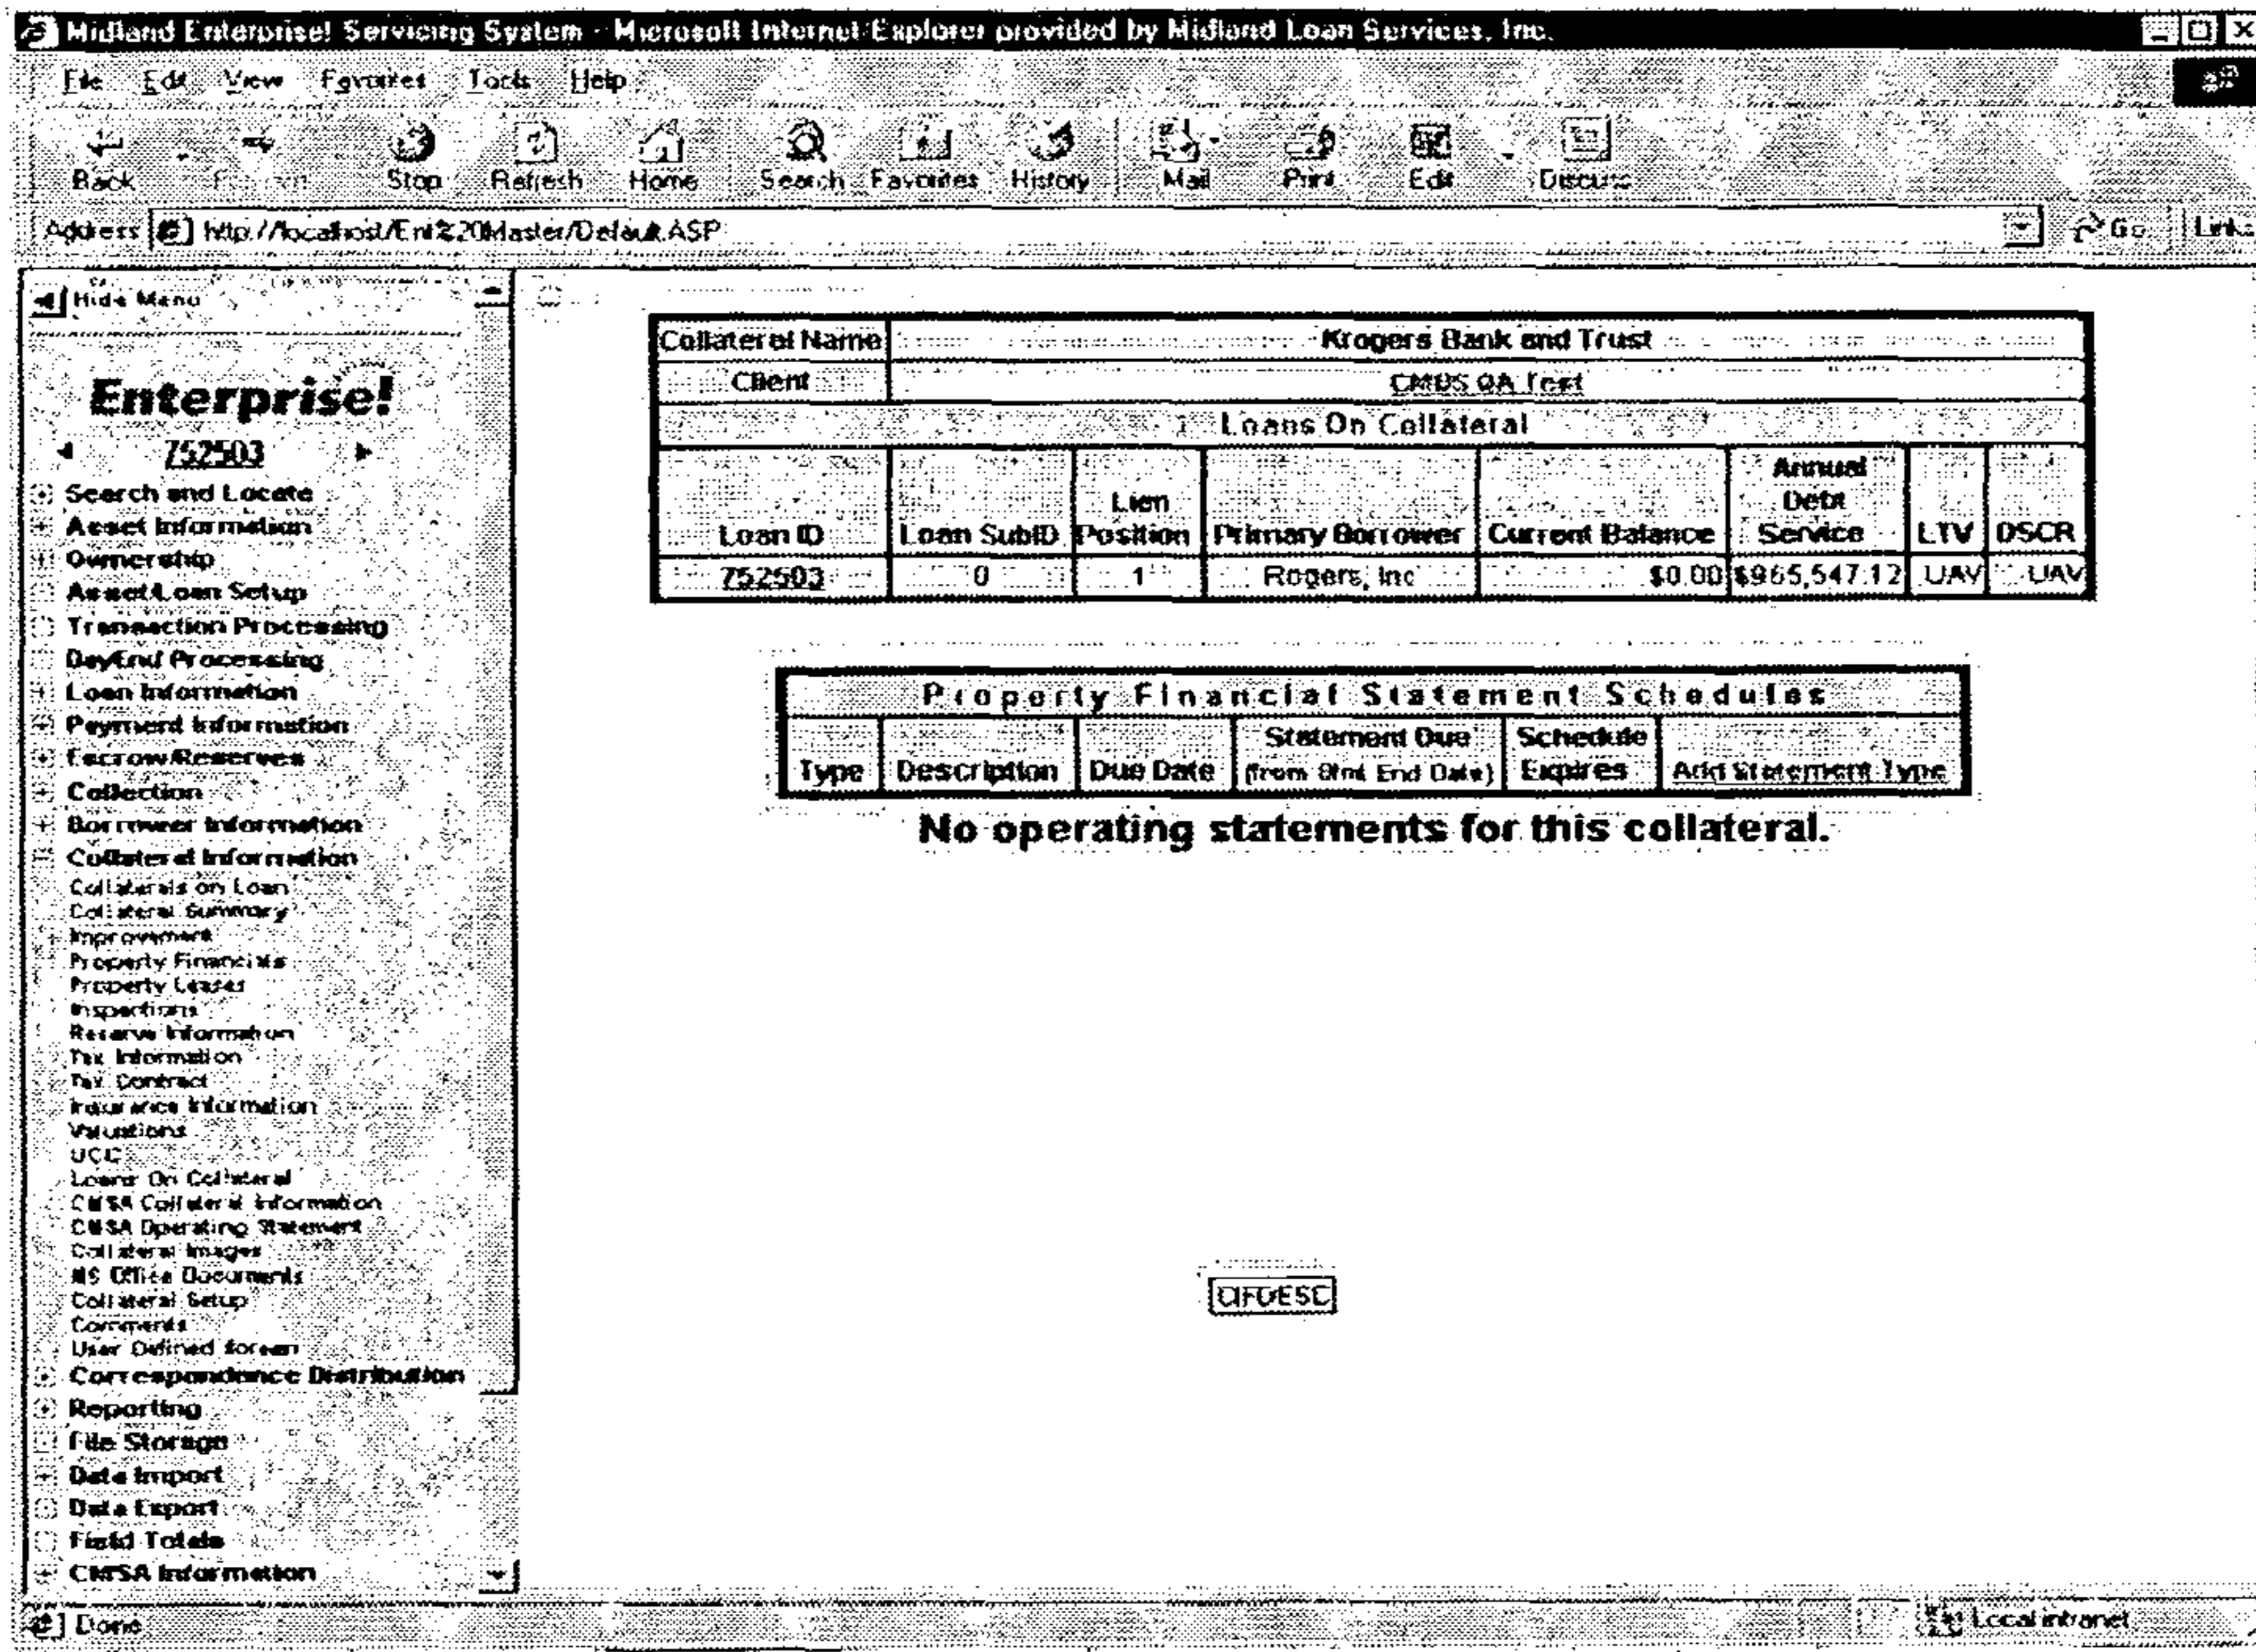 Midland Enterprise! Servicing System - Microsoft Internet Explorer provided by Midland Loan Services, Inc.
File Edit View Favorites Tools Help
Back Forward Stop Refresh Home Search Favorites History Mail Print Edit Discuss
Address http://localhost/Ent%20Master/Default.ASP Go Links
Hide Menu
Enterprise!
752503
Search and Locate
Asset Information
Ownership
Asset/Loan Setup
Transaction Processing
DayEnd Processing
Loan Information
Payment Information
Escrow/Reserves
Collection
Borrower Information
Collateral Information
Collaterals on Loan
Collateral Summary
Improvement
Property Financials
Property Leases
Inspections
Reserve Information
Tax Information
Tax Contract
Insurance Information
Valuations
UCC
Loans On Collateral
CMSA Collateral Information
CMSA Operating Statement
Collateral Images
MS Office Documents
Collateral Setup
Comments
User Defined Screen
Correspondence Distribution
Reporting
File Storage
Data Import
Data Export
Field Totals
CMSA Information
Collateral Name Krogers Bank and Trust
Client CMBS QA Test
Loans On Collateral
Loan ID Loan SubID Lien Position Primary Borrower Current Balance Annual Debt Service LTV DSCR
752503 0 1 Rogers, Inc $0.00 $965,547.12 UAV UAV
Property Financial Statement Schedules
Type Description Due Date Statement Due (from Stmt End Date) Schedule Expires Add Statement Type
No operating statements for this collateral.
Done Local intranet